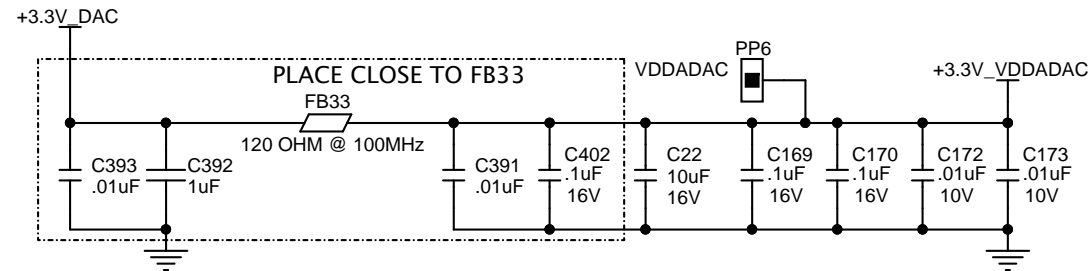 +3.3V_DAC
PLACE CLOSE TO FB33
FB33
120 OHM @ 100MHz
VDDADAC
PP6
+3.3V_VDDADAC
C393
.01uF
C392
1uF
C391
.01uF
C402
.1uF
16V
C22
10uF
16V
C169
.1uF
16V
C170
.1uF
16V
C172
.01uF
10V
C173
.01uF
10V